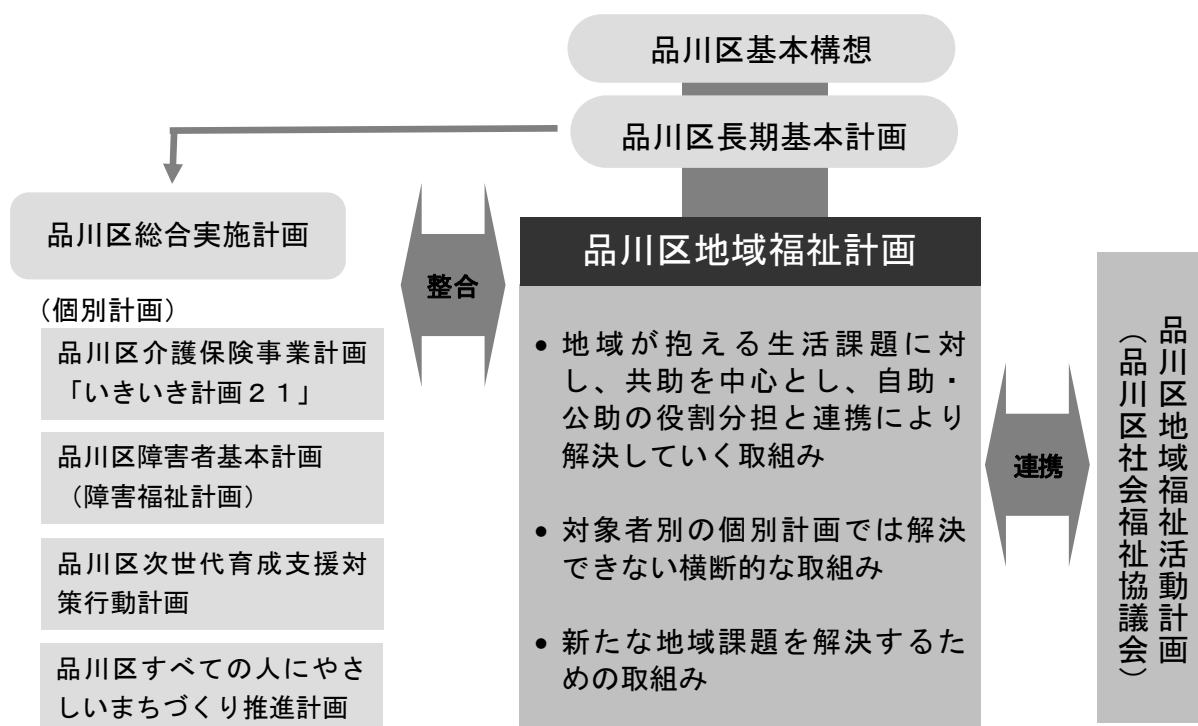 品川区基本構想
品川区長期基本計画
品川区総合実施計画
(個別計画)
品川区介護保険事業計画
「いきいき計画21」
品川区障害者基本計画
(障害福祉計画)
品川区次世代育成支援対
策行動計画
品川区すべての人にやさ
しいまちづくり推進計画
整合
品川区地域福祉計画
• 地域が抱える生活課題に対
し、共助を中心とし、自助・
公助の役割分担と連携により
解決していく取組み
• 対象者別の個別計画では解決
できない横断的な取組み
• 新たな地域課題を解決するた
めの取組み
連携
品川区地域福祉活動計画
(品川区社会福祉協議会)